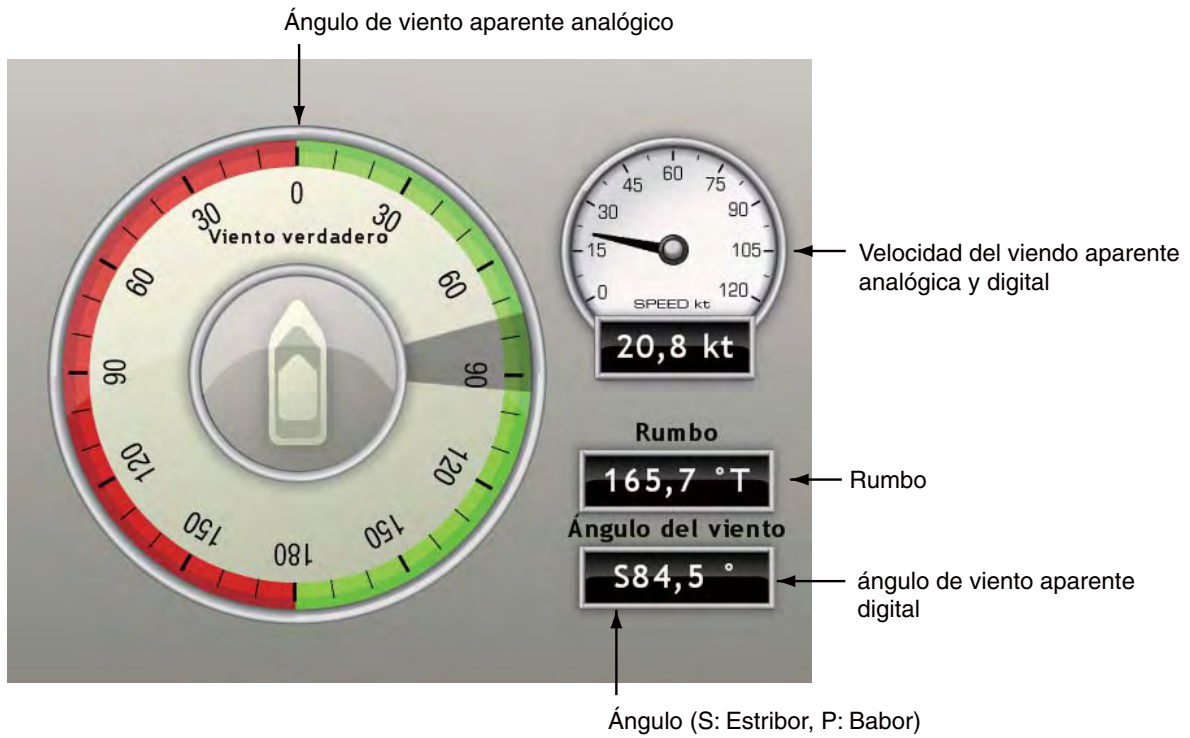 Ángulo de viento aparente analógico
0
30
30
Viento verdadero
60
60
90
90
120
120
150
150
180
0
15
30
45
60
75
90
105
120
SPEED kt
20,8 kt
Velocidad del viendo aparente
analógica y digital
Rumbo
165,7 °T
Rumbo
Ángulo del viento
S84,5 °
ángulo de viento aparente
digital
Ángulo (S: Estribor, P: Babor)